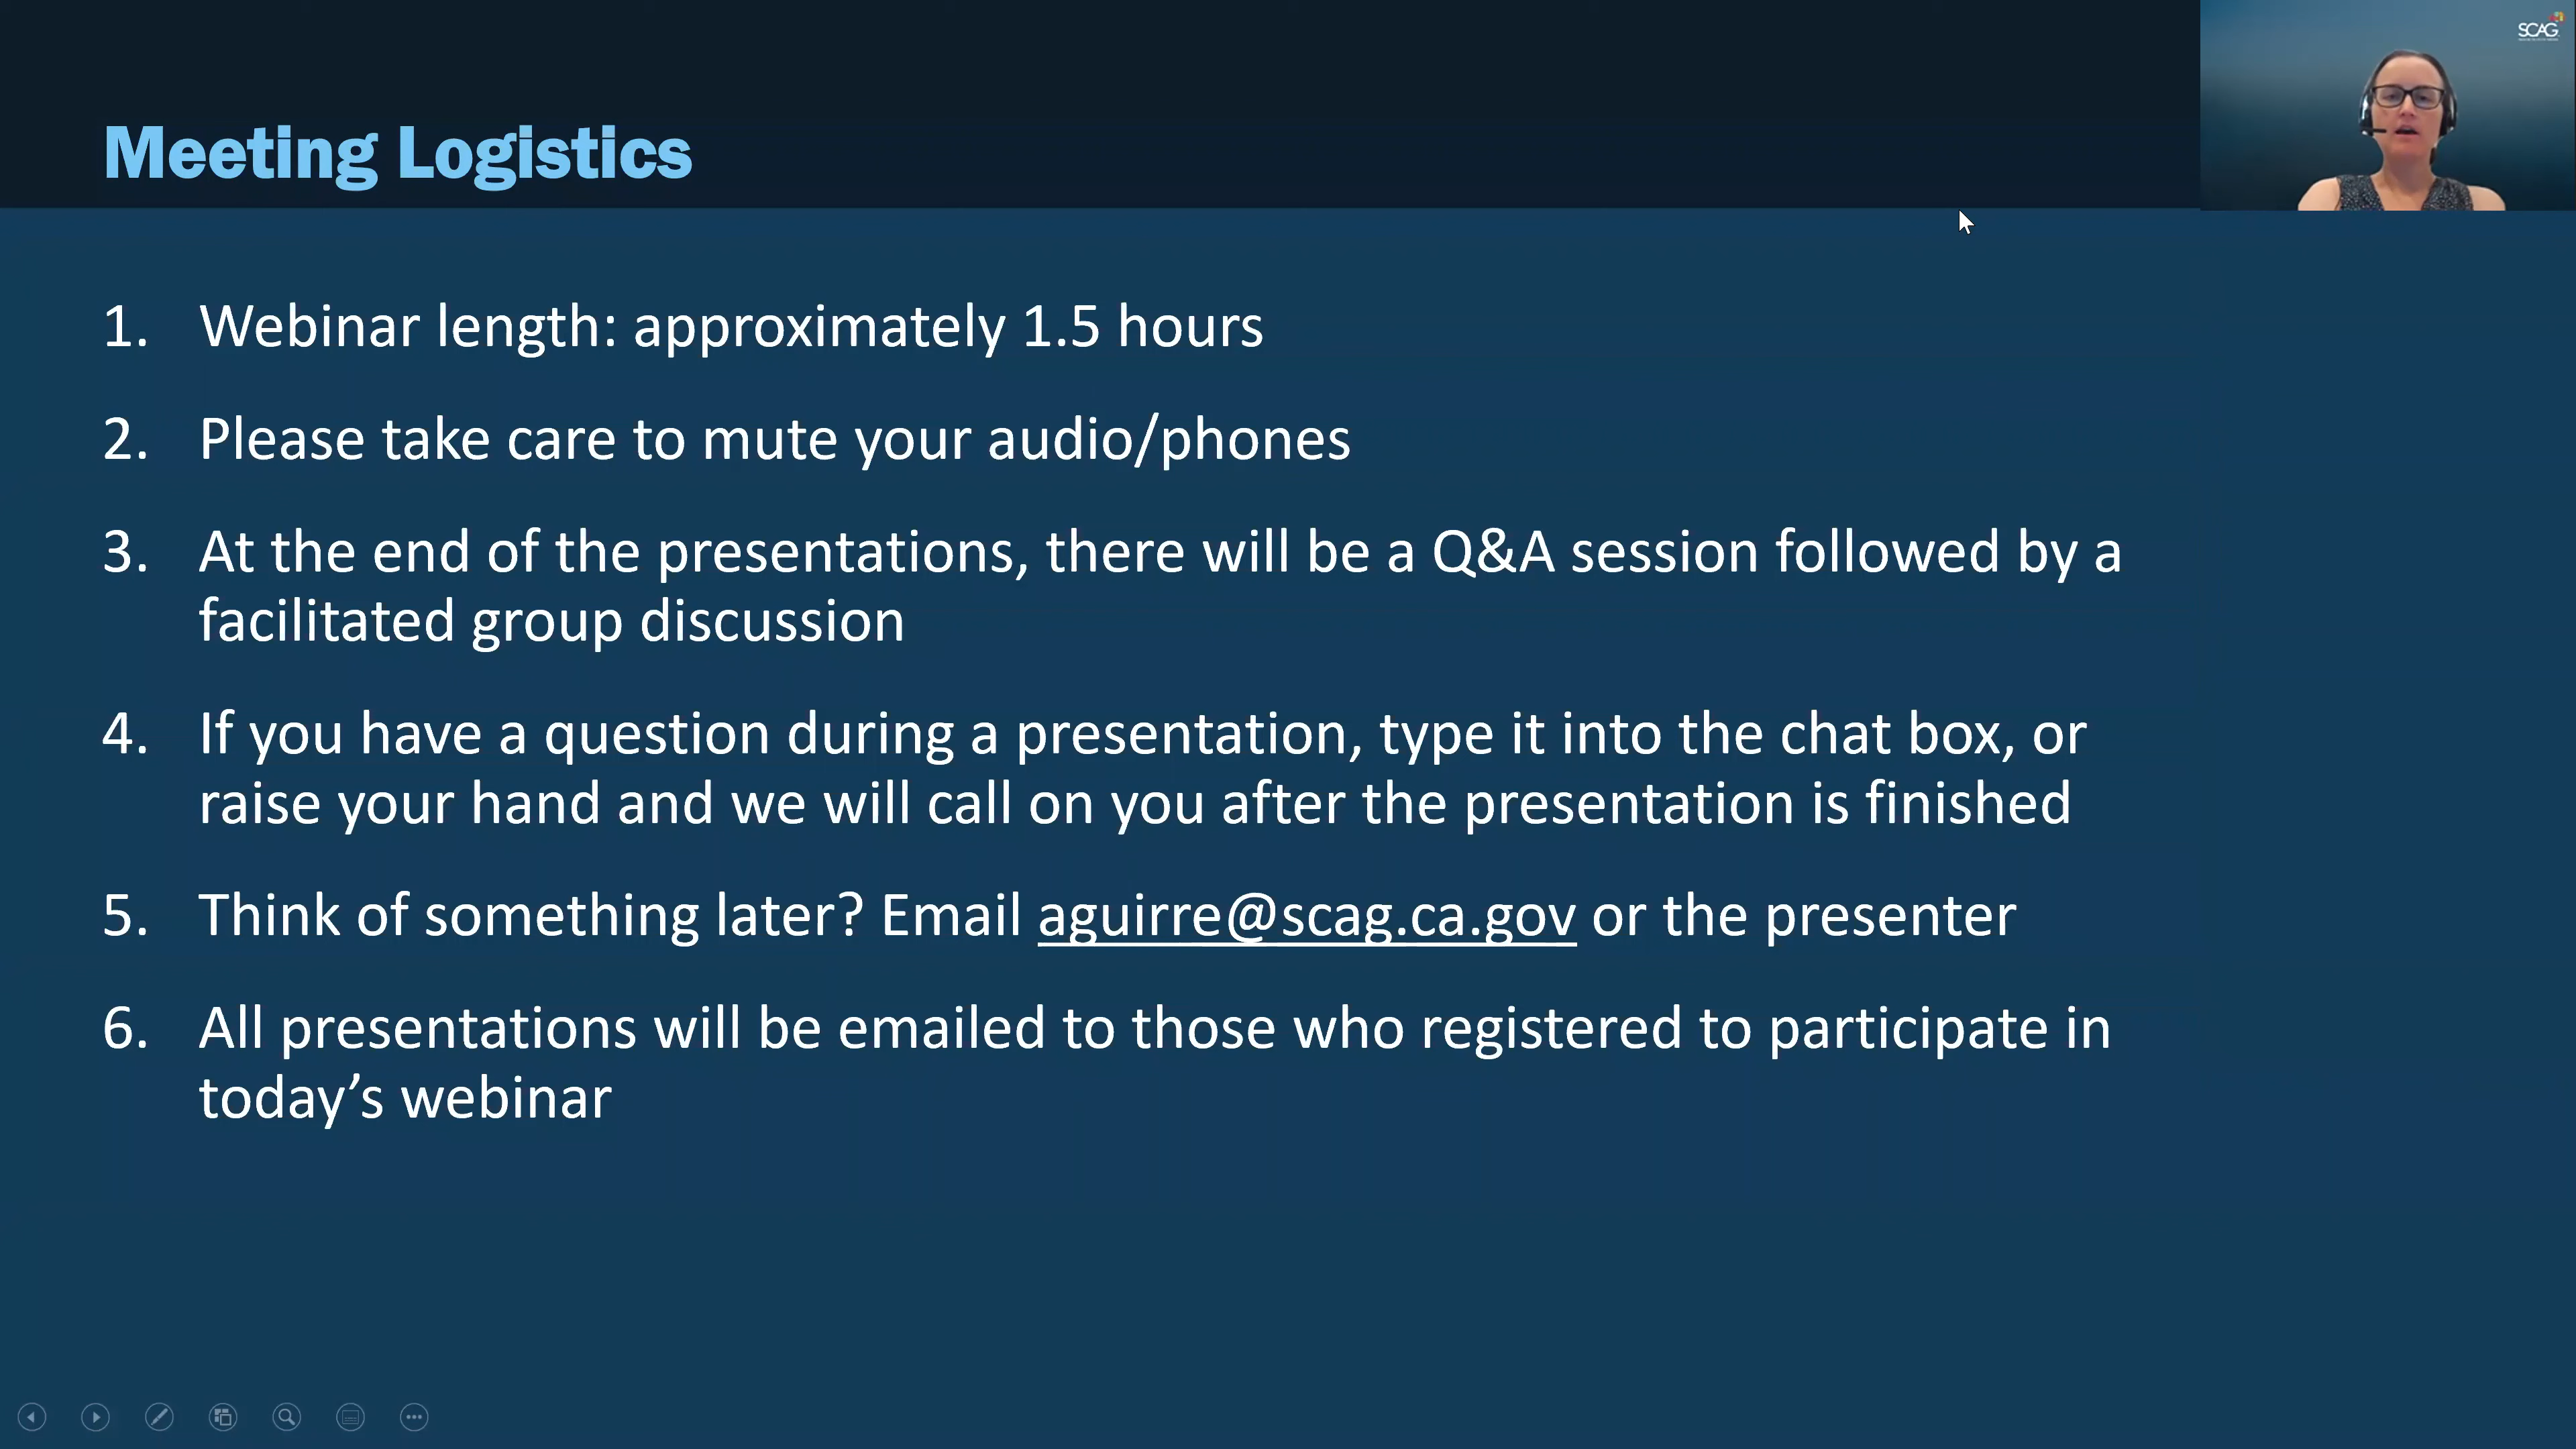 SCAG
Meeting Logistics
1. Webinar length: approximately 1.5 hours
2. Please take care to mute your audio/phones
3. At the end of the presentations, there will be a Q&A session followed by a
facilitated group discussion
4. If you have a question during a presentation, type it into the chat box, or
raise your hand and we will call on you after the presentation is finished
5. Think of something later? Email aguirre@scag.ca.gov or the presenter
6. All presentations will be emailed to those who registered to participate in
today’s webinar